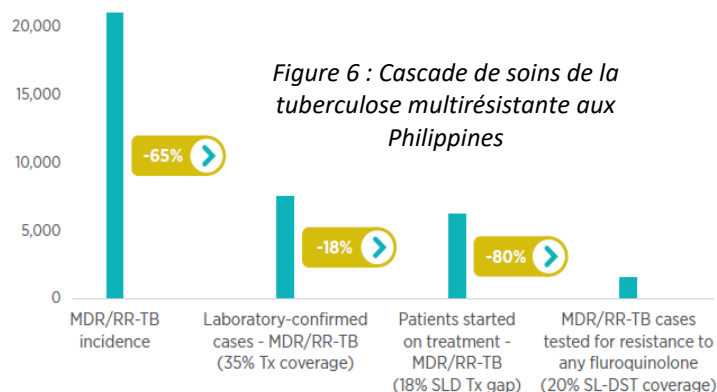 20,000
15,000
10,000
5,000
0
Figure 6 : Cascade de soins de la
tuberculose multirésistante aux
Philippines
-65%
-18%
-80%
MDR/RR-TB
incidence
Laboratory-confirmed
cases - MDR/RR-TB
(35% Tx coverage)
Patients started
on treatment -
MDR/RR-TB
(18% SLD Tx gap)
MDR/RR-TB cases
tested for resistance to
any fluroquinolone
(20% SL-DST coverage)